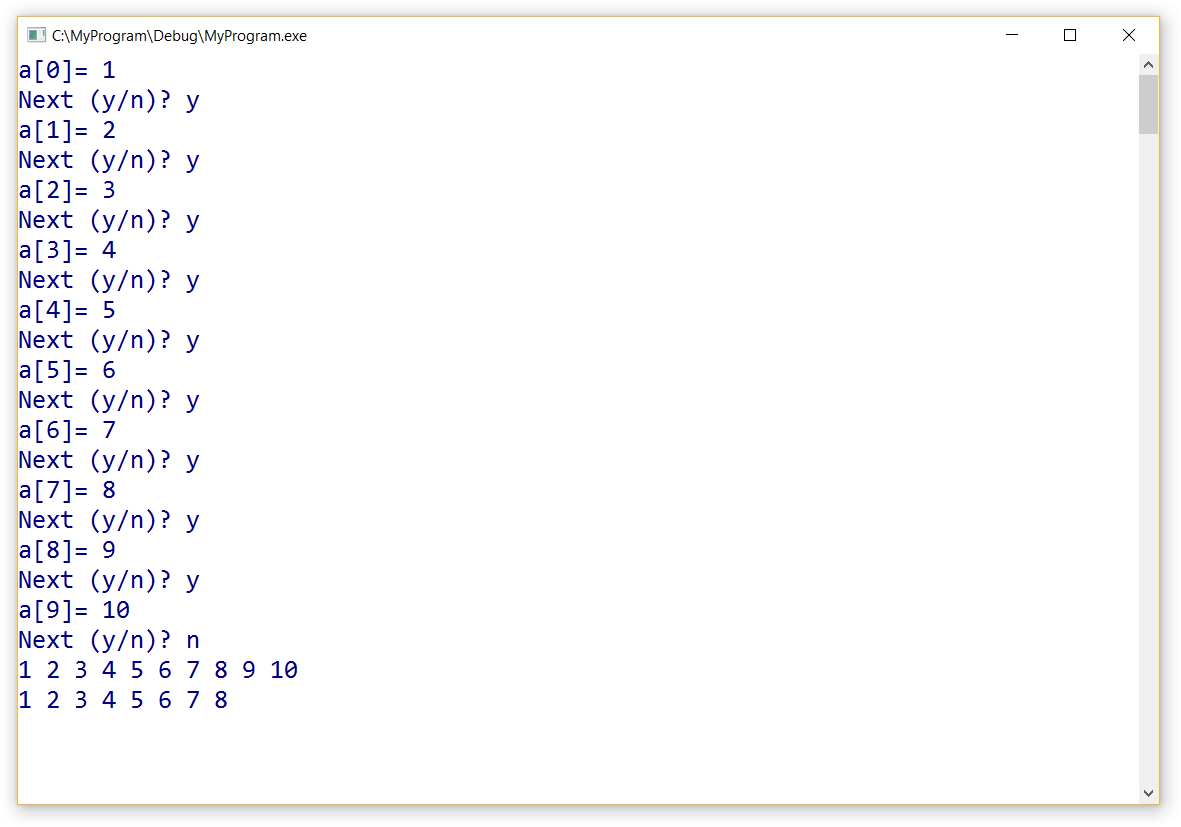 C:\MyProgram\Debug\MyProgram.exe
a[0]= 1
Next (y/n)? y
a[1]= 2
Next (y/n)? y
a[2]= 3
Next (y/n)? y
a[3]= 4
Next (y/n)? y
a[4]= 5
Next (y/n)? y
a[5]= 6
Next (y/n)? y
a[6]= 7
Next (y/n)? y
a[7]= 8
Next (y/n)? y
a[8]= 9
Next (y/n)? y
a[9]= 10
Next (y/n)? n
1 2 3 4 5 6 7 8 9 10
1 2 3 4 5 6 7 8